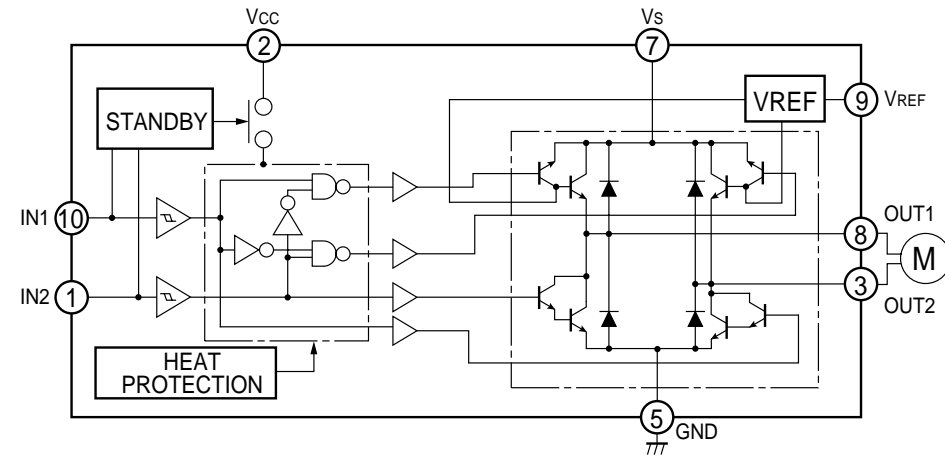 VCC
2
VS
7
STANDBY
VREF
9
VREF
IN1
10
OUT1
8
M
IN2
1
3
OUT2
HEAT
PROTECTION
5
GND